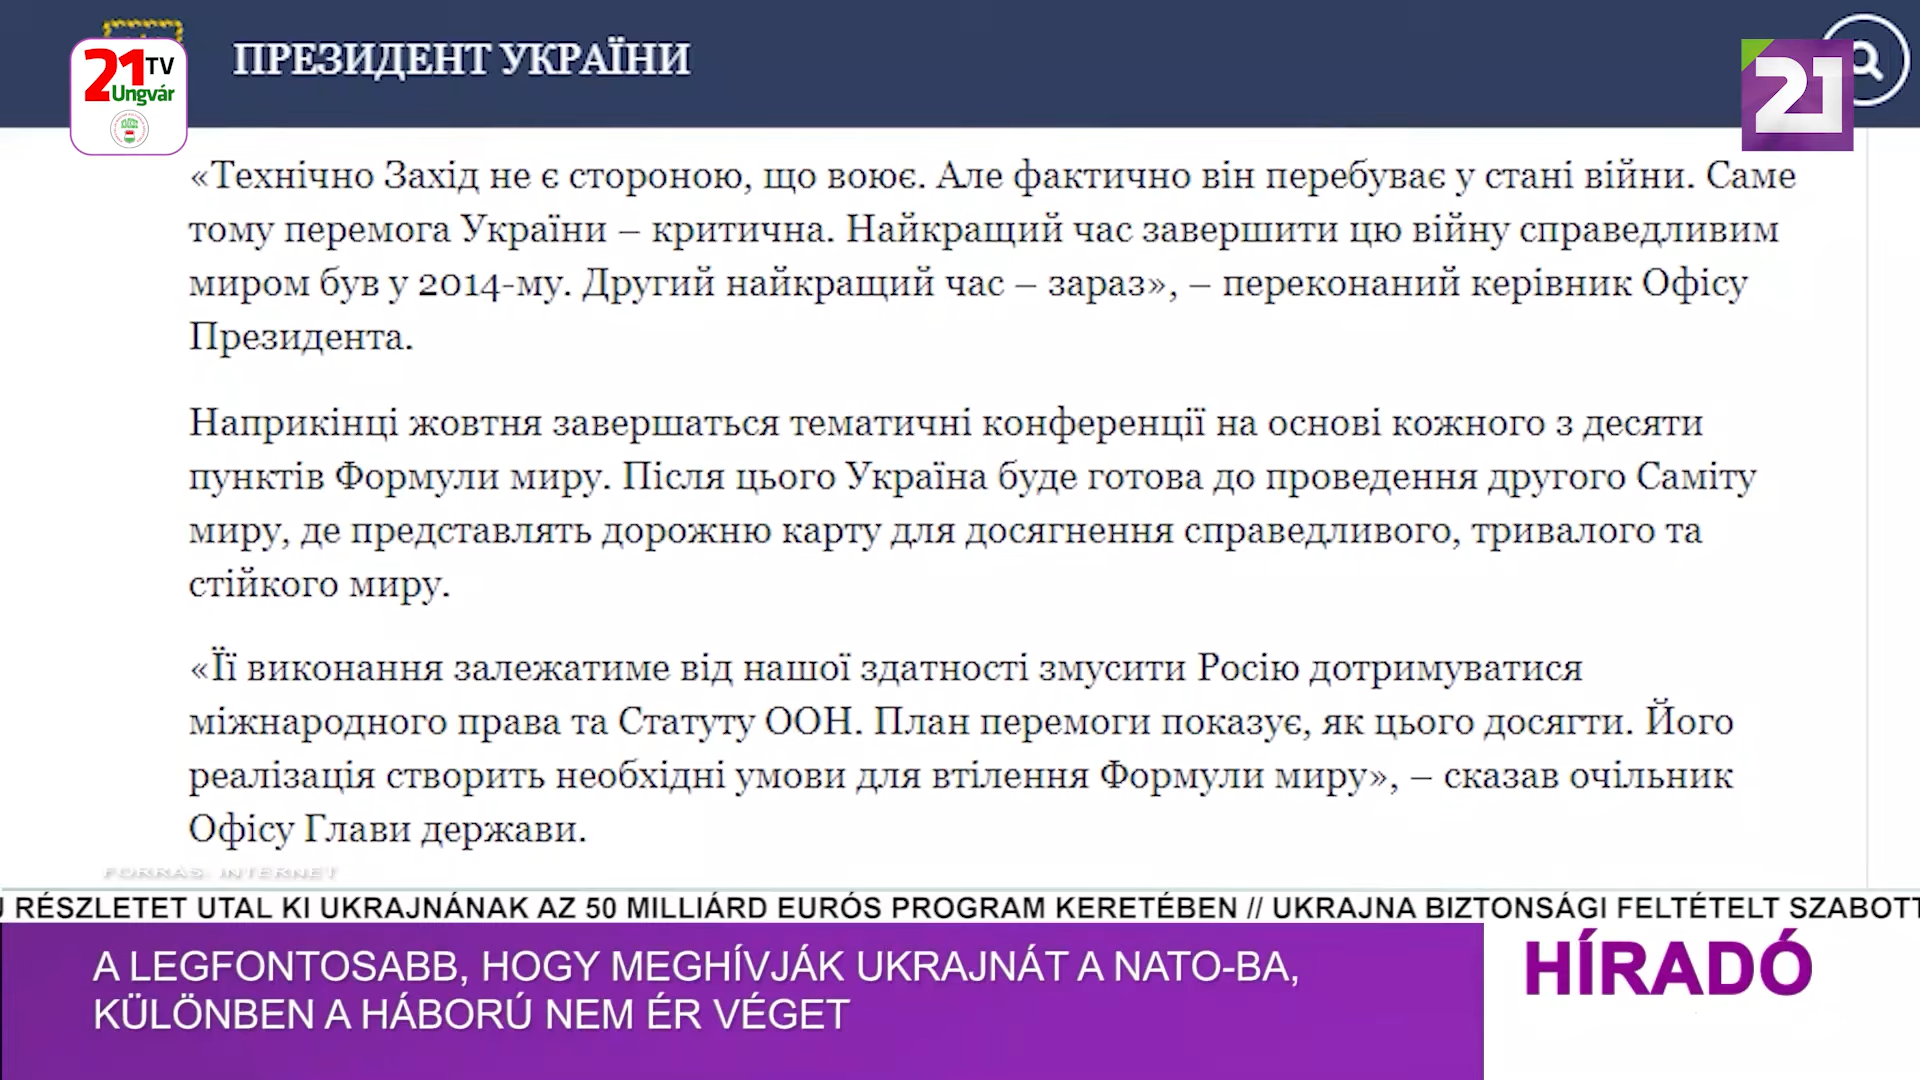 ПРЕЗИДЕНТ УКРАЇНИ
21 TV
Ungvár
21
«Технічно Захід не є стороною, що воює. Але фактично він перебуває у стані війни. Саме
тому перемога України – критична. Найкращий час завершити цю війну справедливим
миром був у 2014-му. Другий найкращий час – зараз», – переконаний керівник Офісу
Президента.
Наприкінці жовтня завершаться тематичні конференції на основі кожного з десяти
пунктів Формули миру. Після цього Україна буде готова до проведення другого Саміту
миру, де представлять дорожню карту для досягнення справедливого, тривалого та
стійкого миру.
«Її виконання залежатиме від нашої здатності змусити Росію дотримуватися
міжнародного права та Статуту ООН. План перемоги показує, як цього досягти. Його
реалізація створить необхідні умови для втілення Формули миру», – сказав очільник
Офісу Глави держави.
FORRÁS: INTERNET
RÉSZLETET UTAL KI UKRAJNÁNAK AZ 50 MILLIÁRD EURÓS PROGRAM KERETÉBEN // UKRAJNA BIZTONSÁGI FELTÉTELT SZABOTT
A LEGFONTOSABB, HOGY MEGHÍVJÁK UKRAJNÁT A NATO-BA,
KÜLÖNBEN A HÁBORÚ NEM ÉR VÉGET
HÍRADÓ